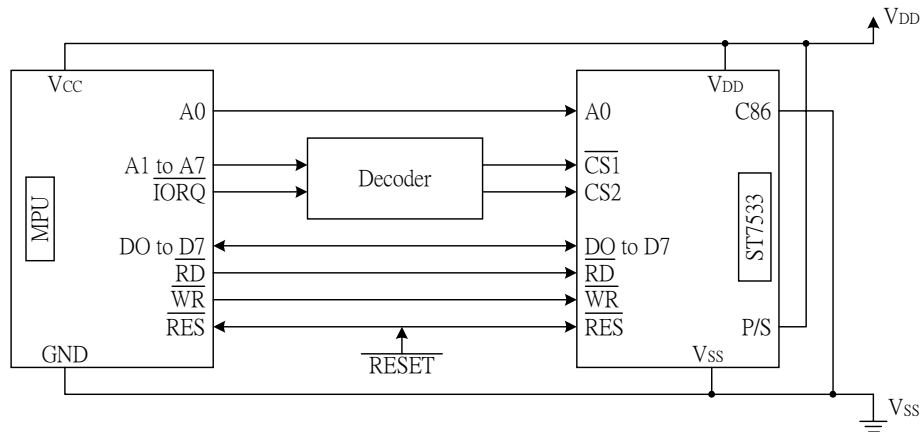 VDD
VCC
A0
A1 to A7
IORQ
DO to D7
RD
WR
RES
GND
MPU
Decoder
RESET
VDD
A0
C86
CS1
CS2
DO to D7
RD
WR
RES
P/S
VSS
ST7533
VSS